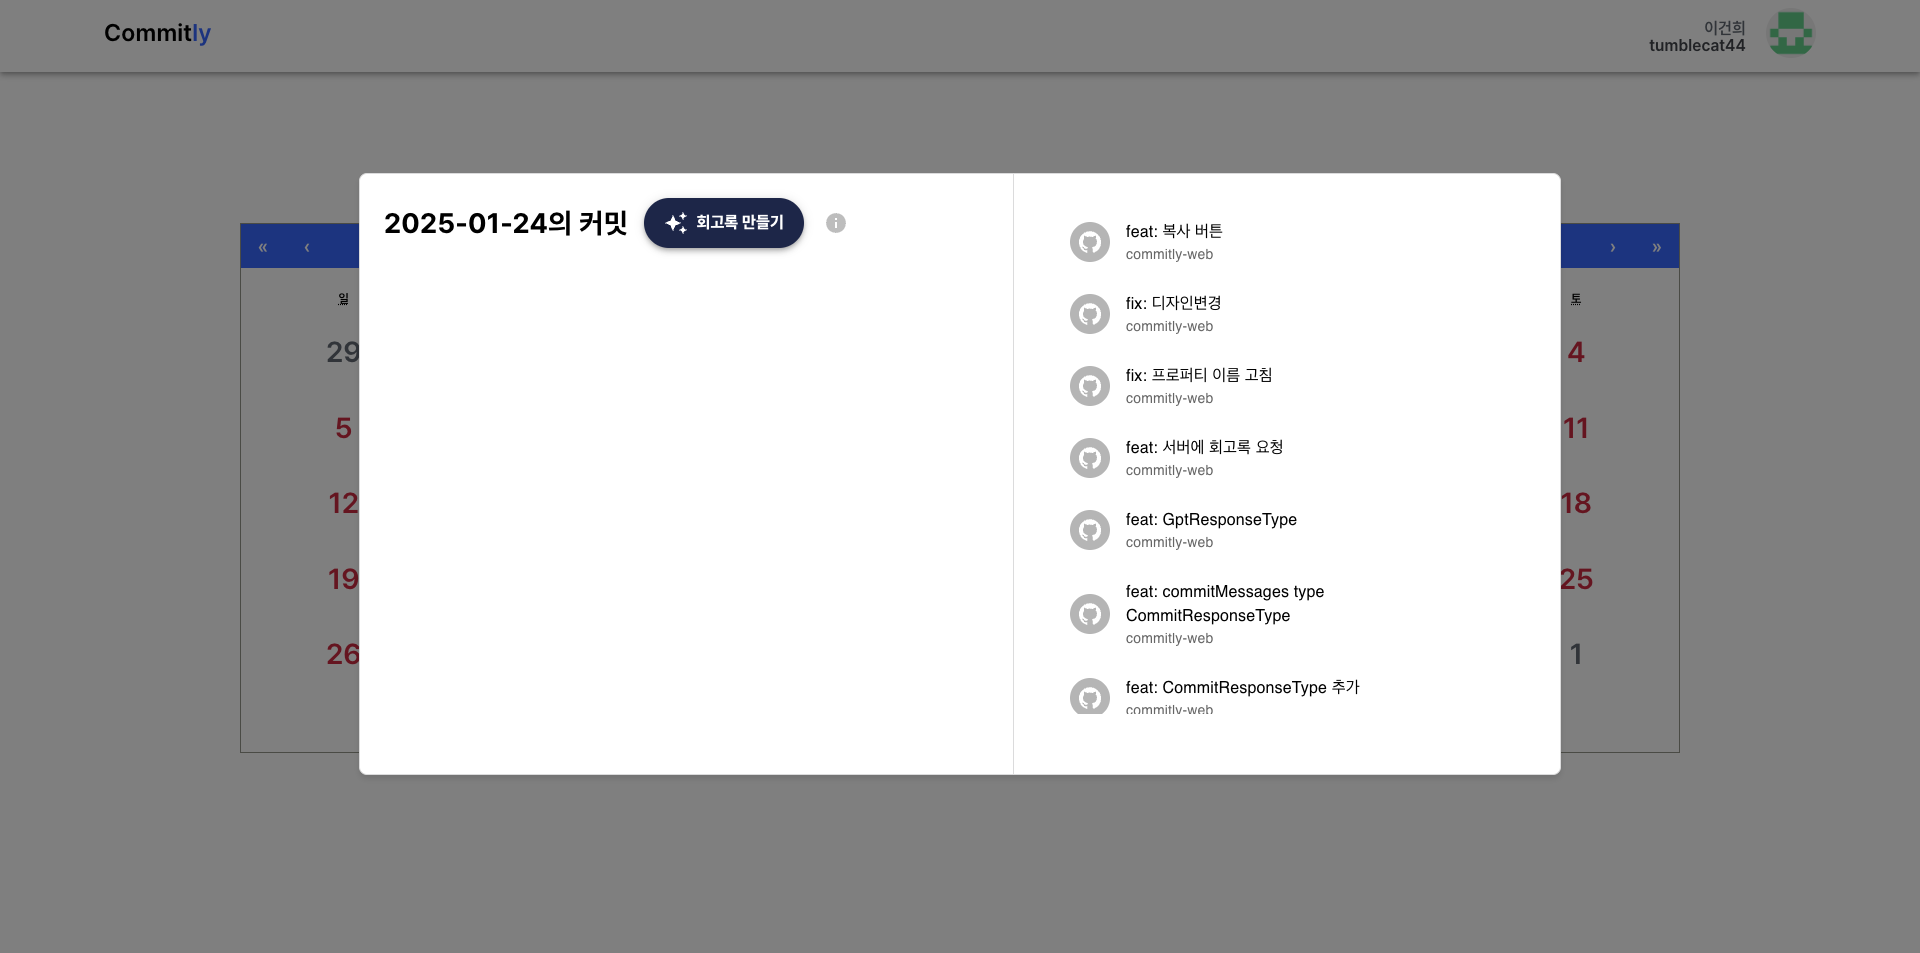 Commitly
이건희
tumblecat44
« ‹
› »
일
토
29
4
5
11
12
18
19
25
26
1
2025-01-24의 커밋
회고록 만들기
feat: 복사 버튼
commitly-web
fix: 디자인변경
commitly-web
fix: 프로퍼티 이름 고침
commitly-web
feat: 서버에 회고록 요청
commitly-web
feat: GptResponseType
commitly-web
feat: commitMessages type
CommitResponseType
commitly-web
feat: CommitResponseType 추가
commitly-web